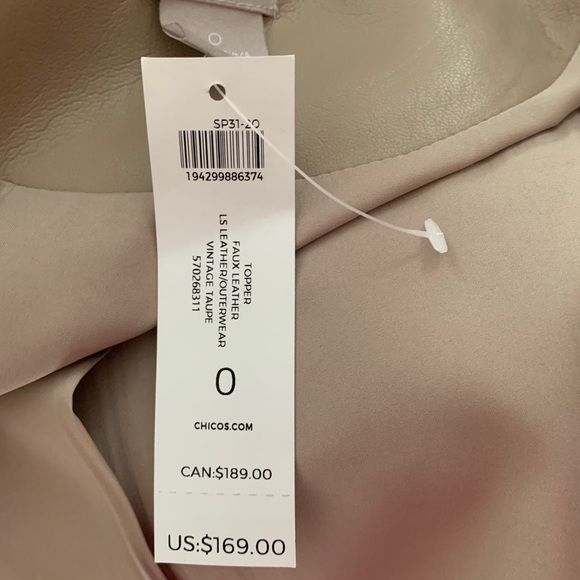 O
SP31-20
194299886374
TOPPER
FAUX LEATHER
LS LEATHER/OUTERWEAR
VINTAGE TAUPE
570268311
0
CHICOS.COM
CAN:$189.00
US:$169.00